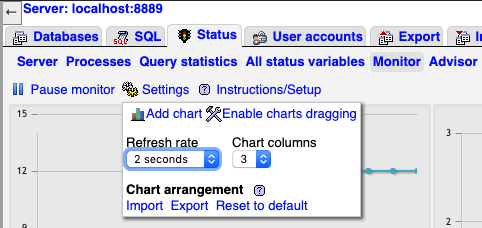 Server: localhost:8889
Databases SQL Status User accounts Export
Server Processes Query statistics All status variables Monitor Advisor
Pause monitor Settings Instructions/Setup
Add chart Enable charts dragging
Refresh rate Chart columns
2 seconds 3
Chart arrangement
Import Export Reset to default
15
12
9
3
2